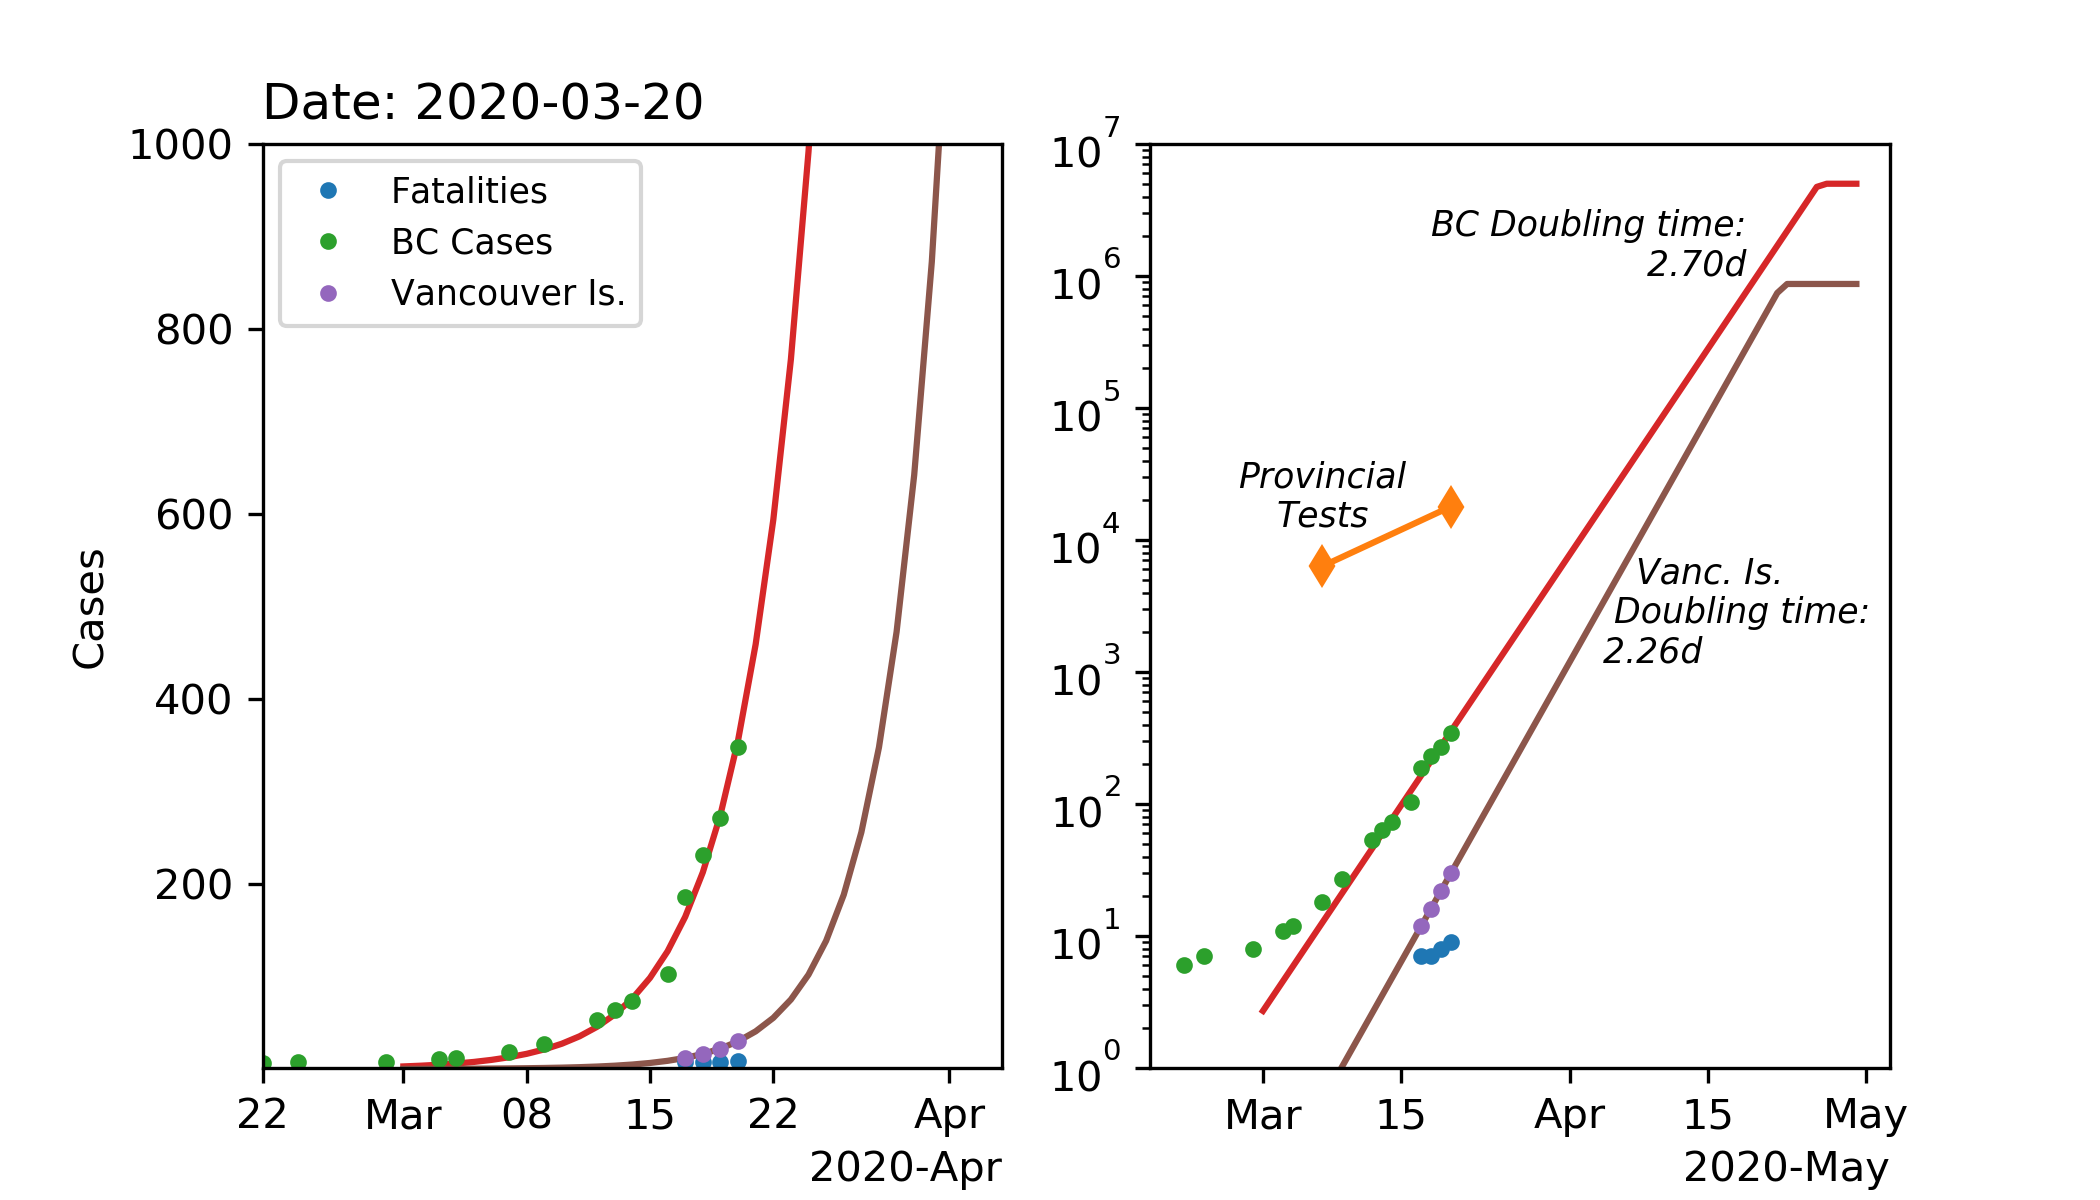 Date: 2020-03-20
1000
800
600
400
200
Cases
Fatalities
BC Cases
Vancouver Is.
22 Mar 08 15 22 Apr
2020-Apr
10^7
10^6
10^5
10^4
10^3
10^2
10^1
10^0
BC Doubling time:
2.70d
Provincial
Tests
Vanc. Is.
Doubling time:
2.26d
Mar 15 Apr 15 May
2020-May